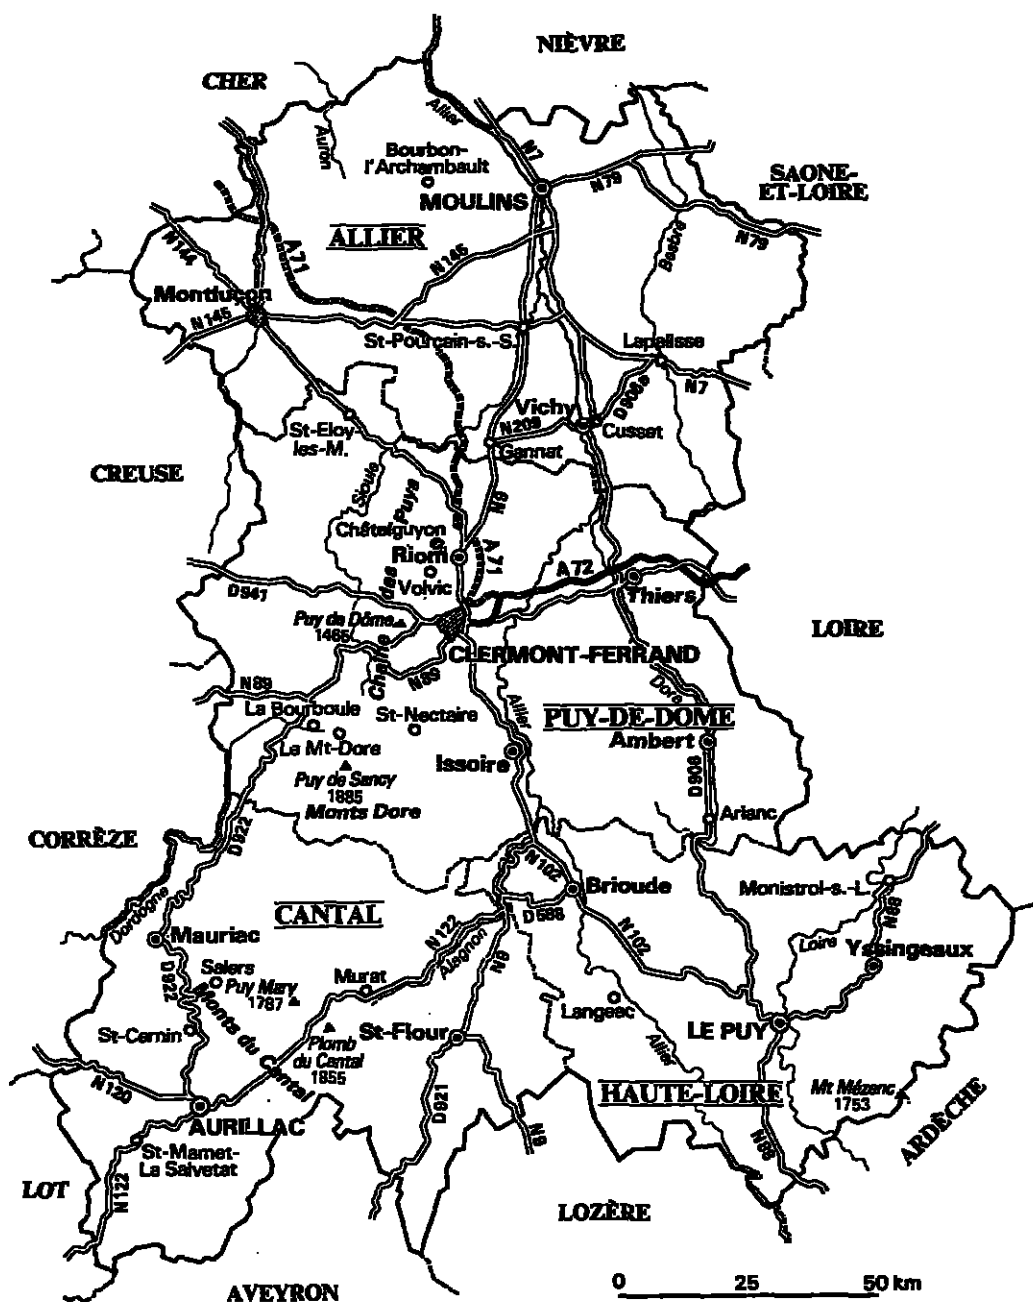 NIÈVRE
CHER
Allier
Auron
Bourbon-
l'Archambault
N7
N79
SAONE-
ET-LOIRE
MOULINS
ALLIER
N144
A71
N145
Besbre
N79
Montluçon
N145
St-Pourçain-s.-S.
Lapalisse
N7
D906a
Vichy
N209
Cusset
St-Eloy-
les-M.
Gannat
CREUSE
Sioule
N9
Châtelguyon
Riom
A71
Volvic
A72
Thiers
D941
Puy de Dôme
1465
Chaîne des Puys
LOIRE
CLERMONT-FERRAND
N89
N89
Dore
La Bourboule
St-Nectaire
Allier
PUY-DE-DOME
Le Mt-Dore
Issoire
Ambert
Puy de Sancy
1885
D906
Monts Dore
Arlanc
CORRÈZE
D922
N102
Monistrol-s.-L.
Brioude
Dordogne
CANTAL
D588
N88
N122
Alagnon
N102
Loire
Mauriac
Yssingeaux
D922
Salers
Puy Mary
1787
Murat
N9
Langeac
Monts du Cantal
St-Cernin
Plomb
du Cantal
1855
St-Flour
LE PUY
Allier
N120
D921
HAUTE-LOIRE
Mt Mézenc
1753
AURILLAC
N9
N88
ARDÈCHE
St-Mamet-
La Salvetat
LOT
N122
LOZÈRE
AVEYRON
0 25 50 km